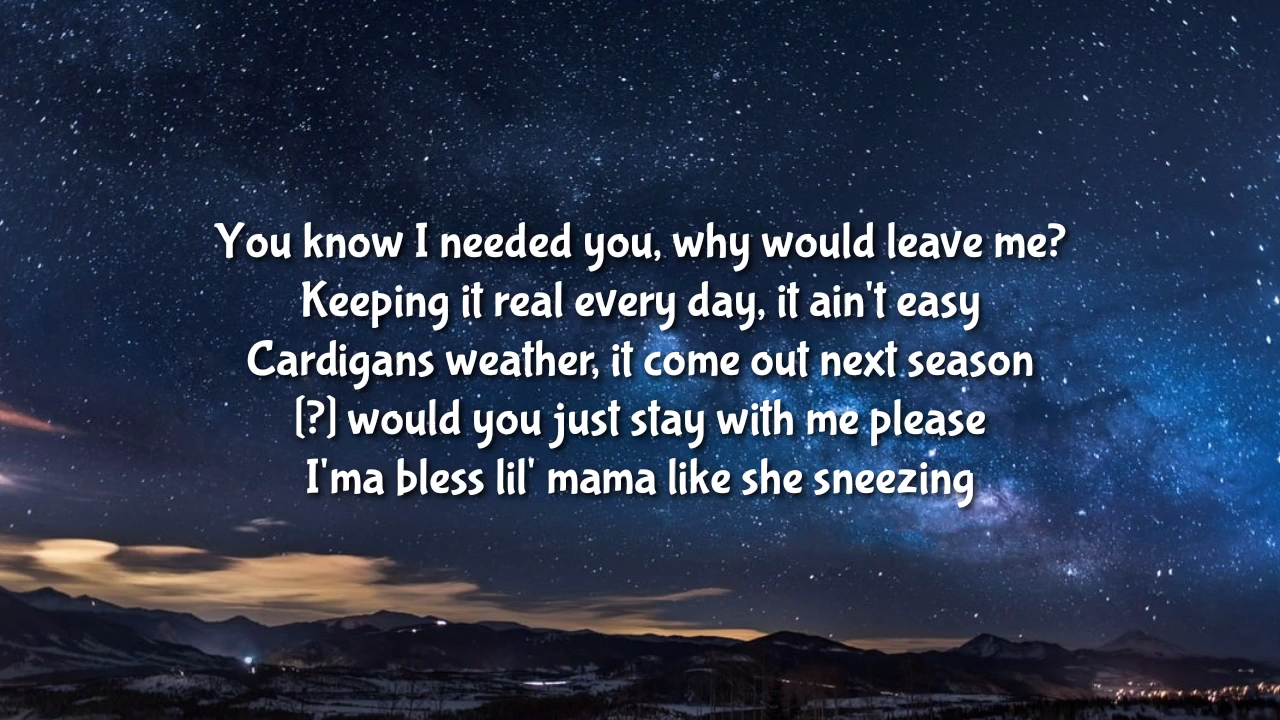 You know I needed you, why would leave me?
Keeping it real every day, it ain't easy
Cardigans weather, it come out next season
(?) would you just stay with me please
I'ma bless lil' mama like she sneezing